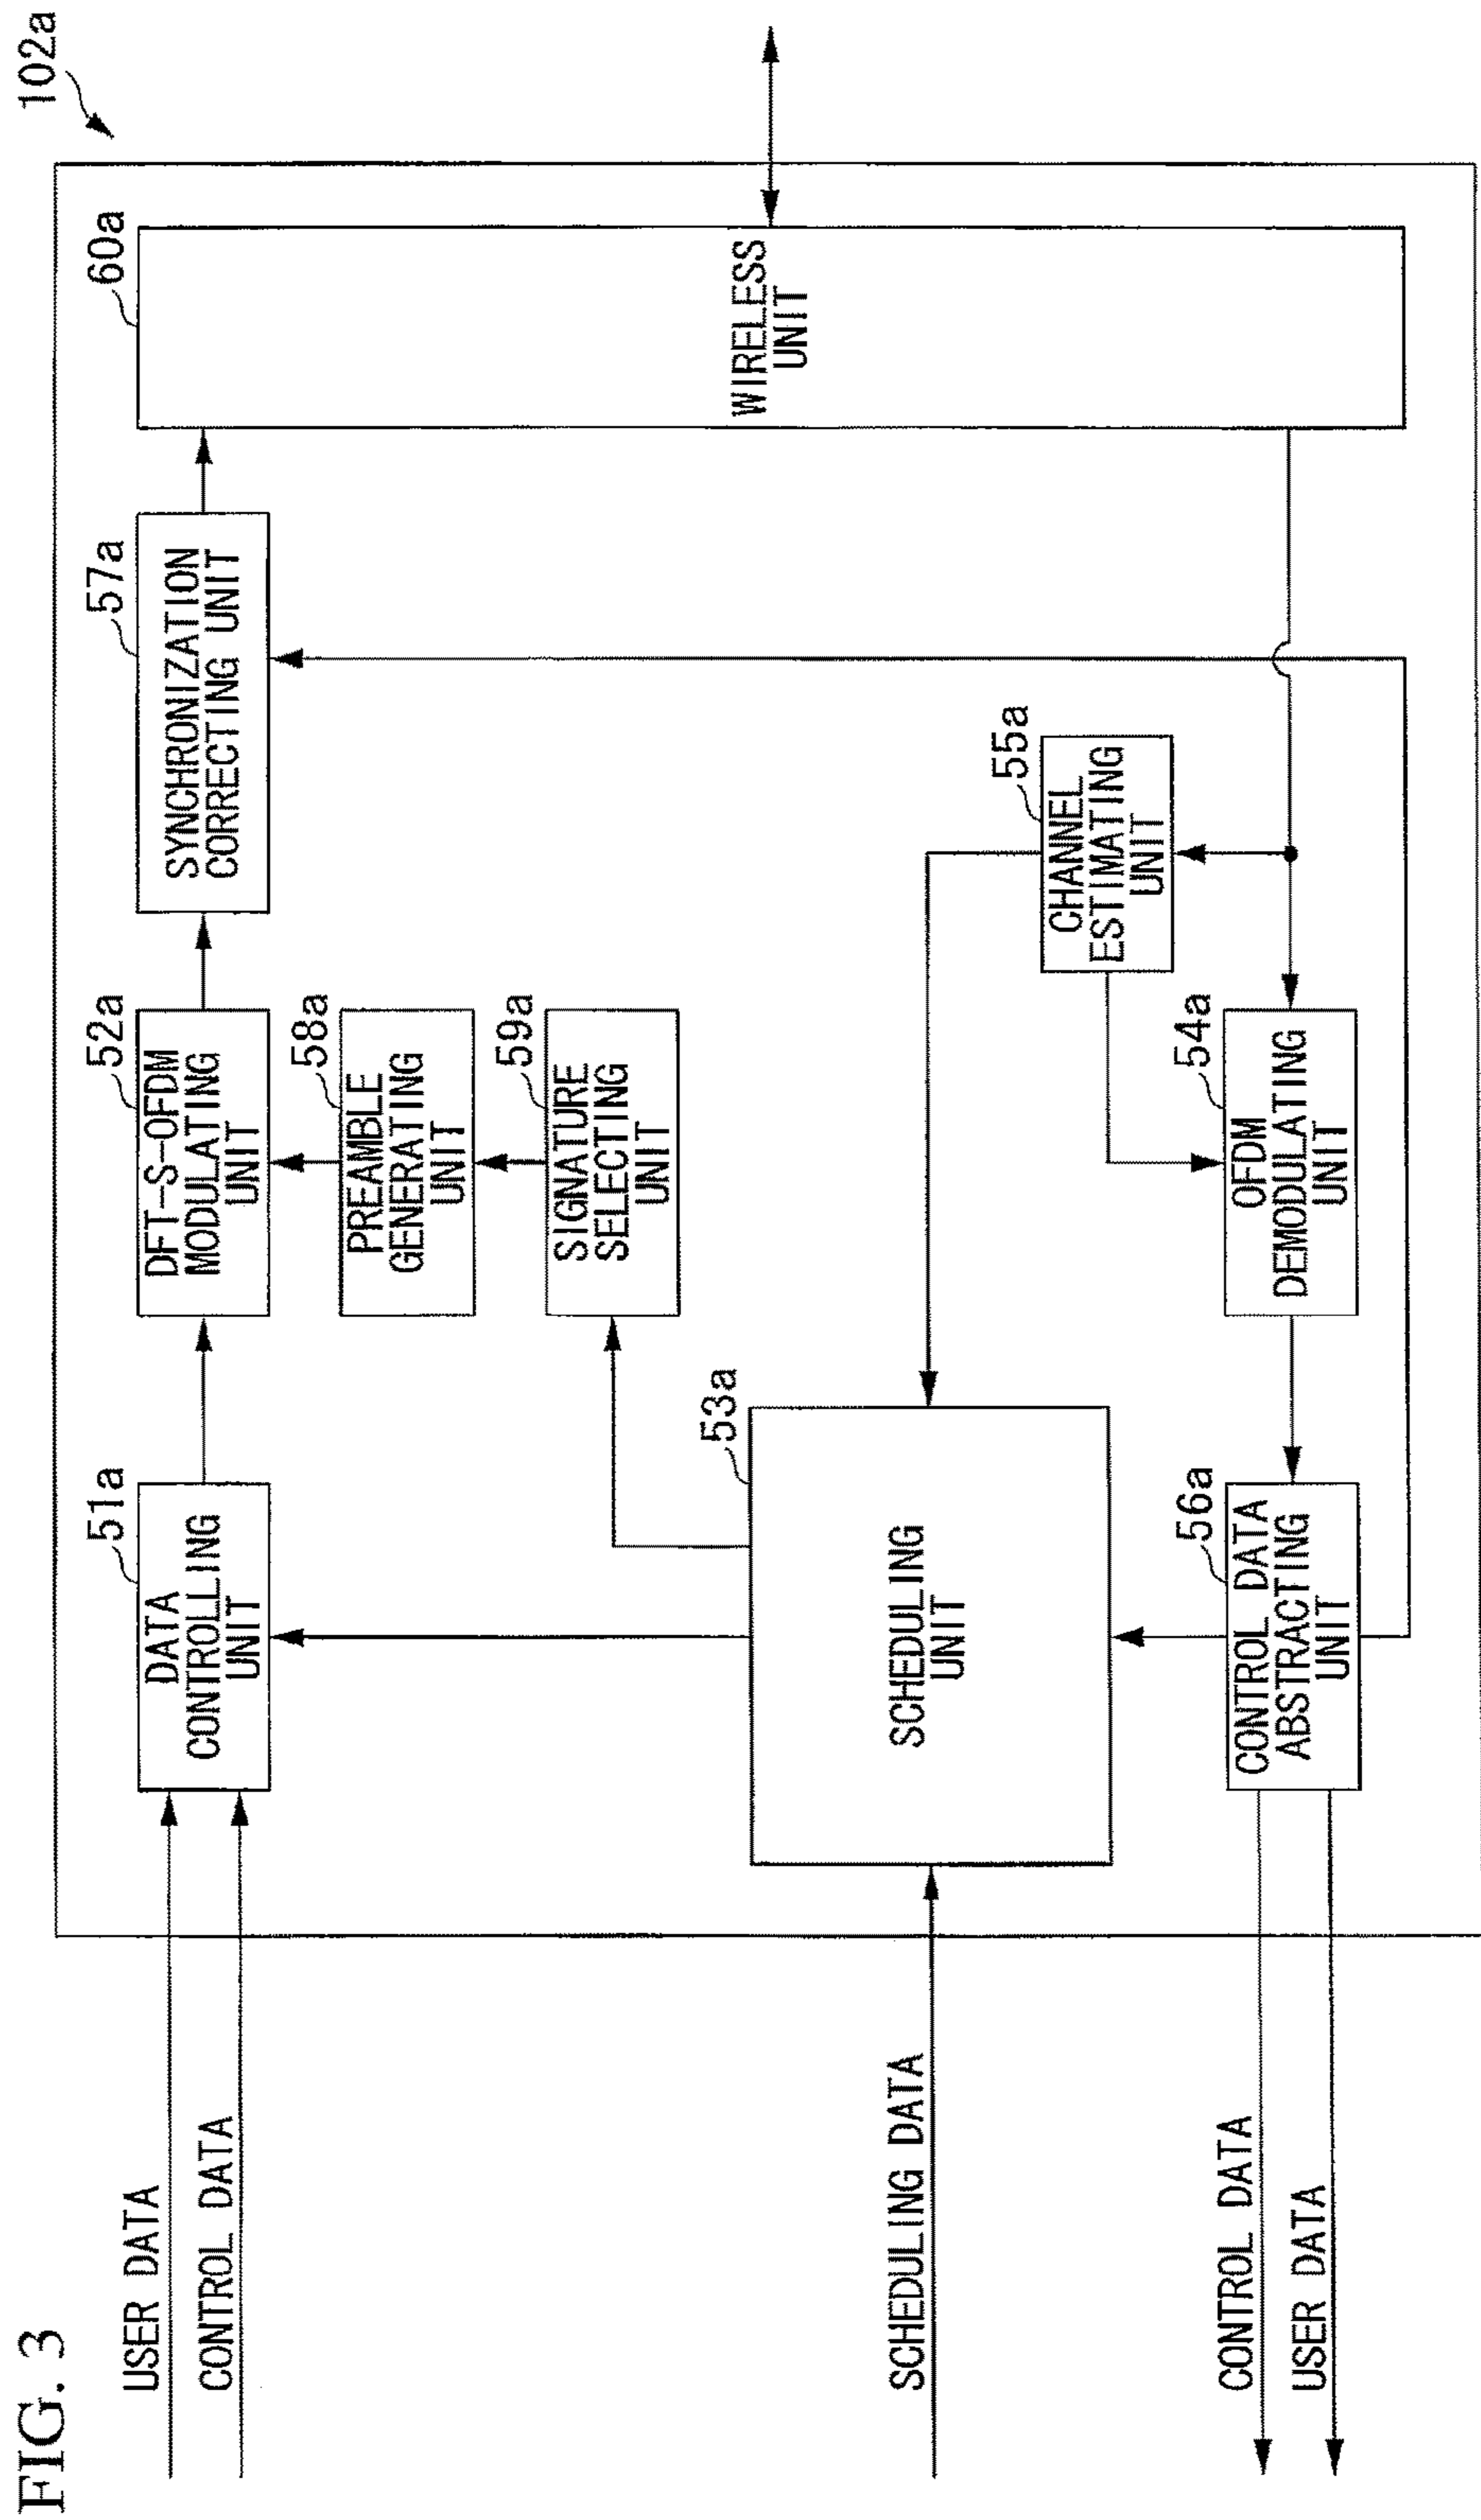 FIG. 3
102a
USER DATA
CONTROL DATA
51a
DATA
CONTROLLING
UNIT
52a
DFT-S-OFDM
MODULATING
UNIT
57a
SYNCHRONIZATION
CORRECTING UNIT
60a
WIRELESS
UNIT
58a
PREAMBLE
GENERATING
UNIT
59a
SIGNATURE
SELECTING
UNIT
SCHEDULING DATA
53a
SCHEDULING
UNIT
55a
CHANNEL
ESTIMATING
UNIT
54a
OFDM
DEMODULATING
UNIT
56a
CONTROL DATA
ABSTRACTING
UNIT
CONTROL DATA
USER DATA